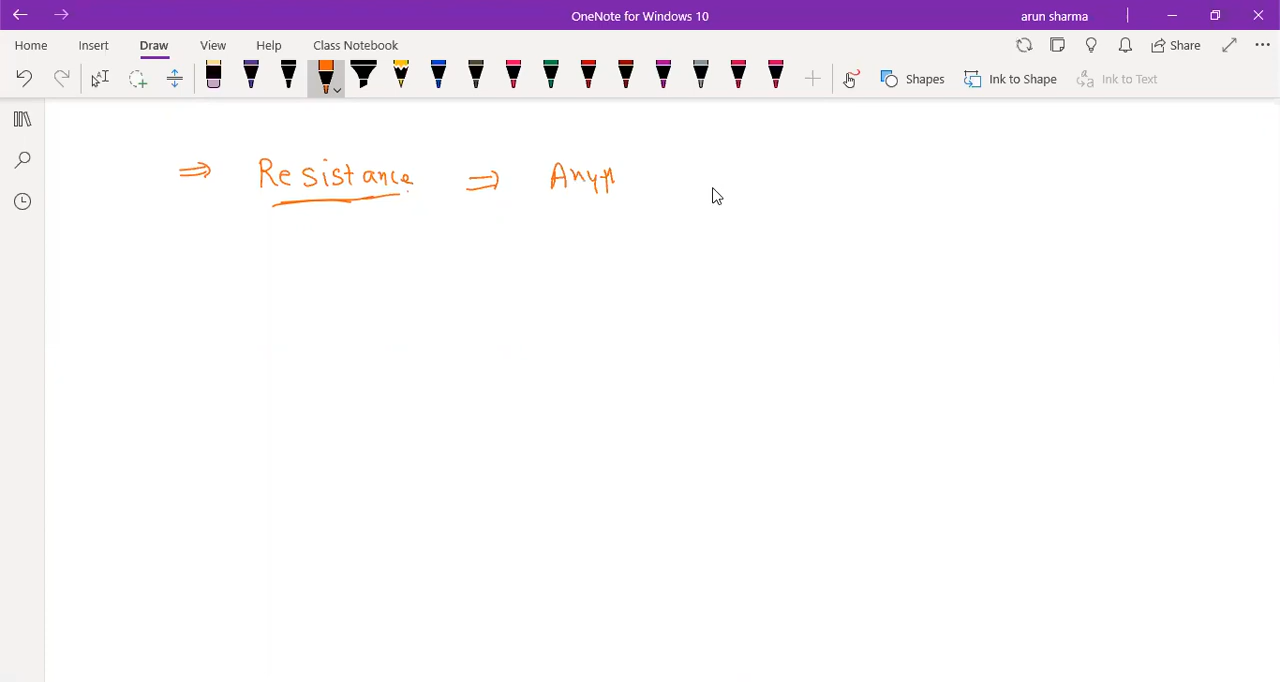 OneNote for Windows 10
arun sharma
Home Insert Draw View Help Class Notebook Share
Shapes Ink to Shape Ink to Text
⇒ Resistance ⇒